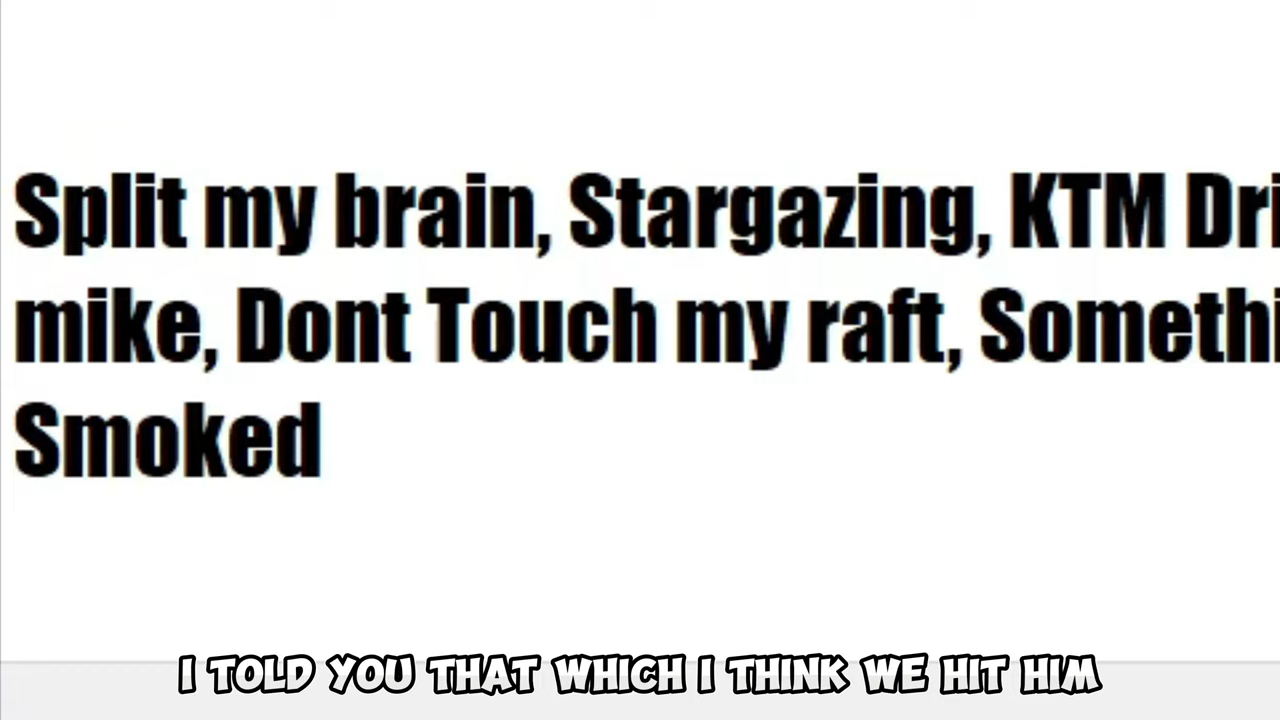 Split my brain, Stargazing, KTM
mike, Dont Touch my raft,
Smoked
I TOLD YOU THAT WHICH I THINK WE HIT HIM